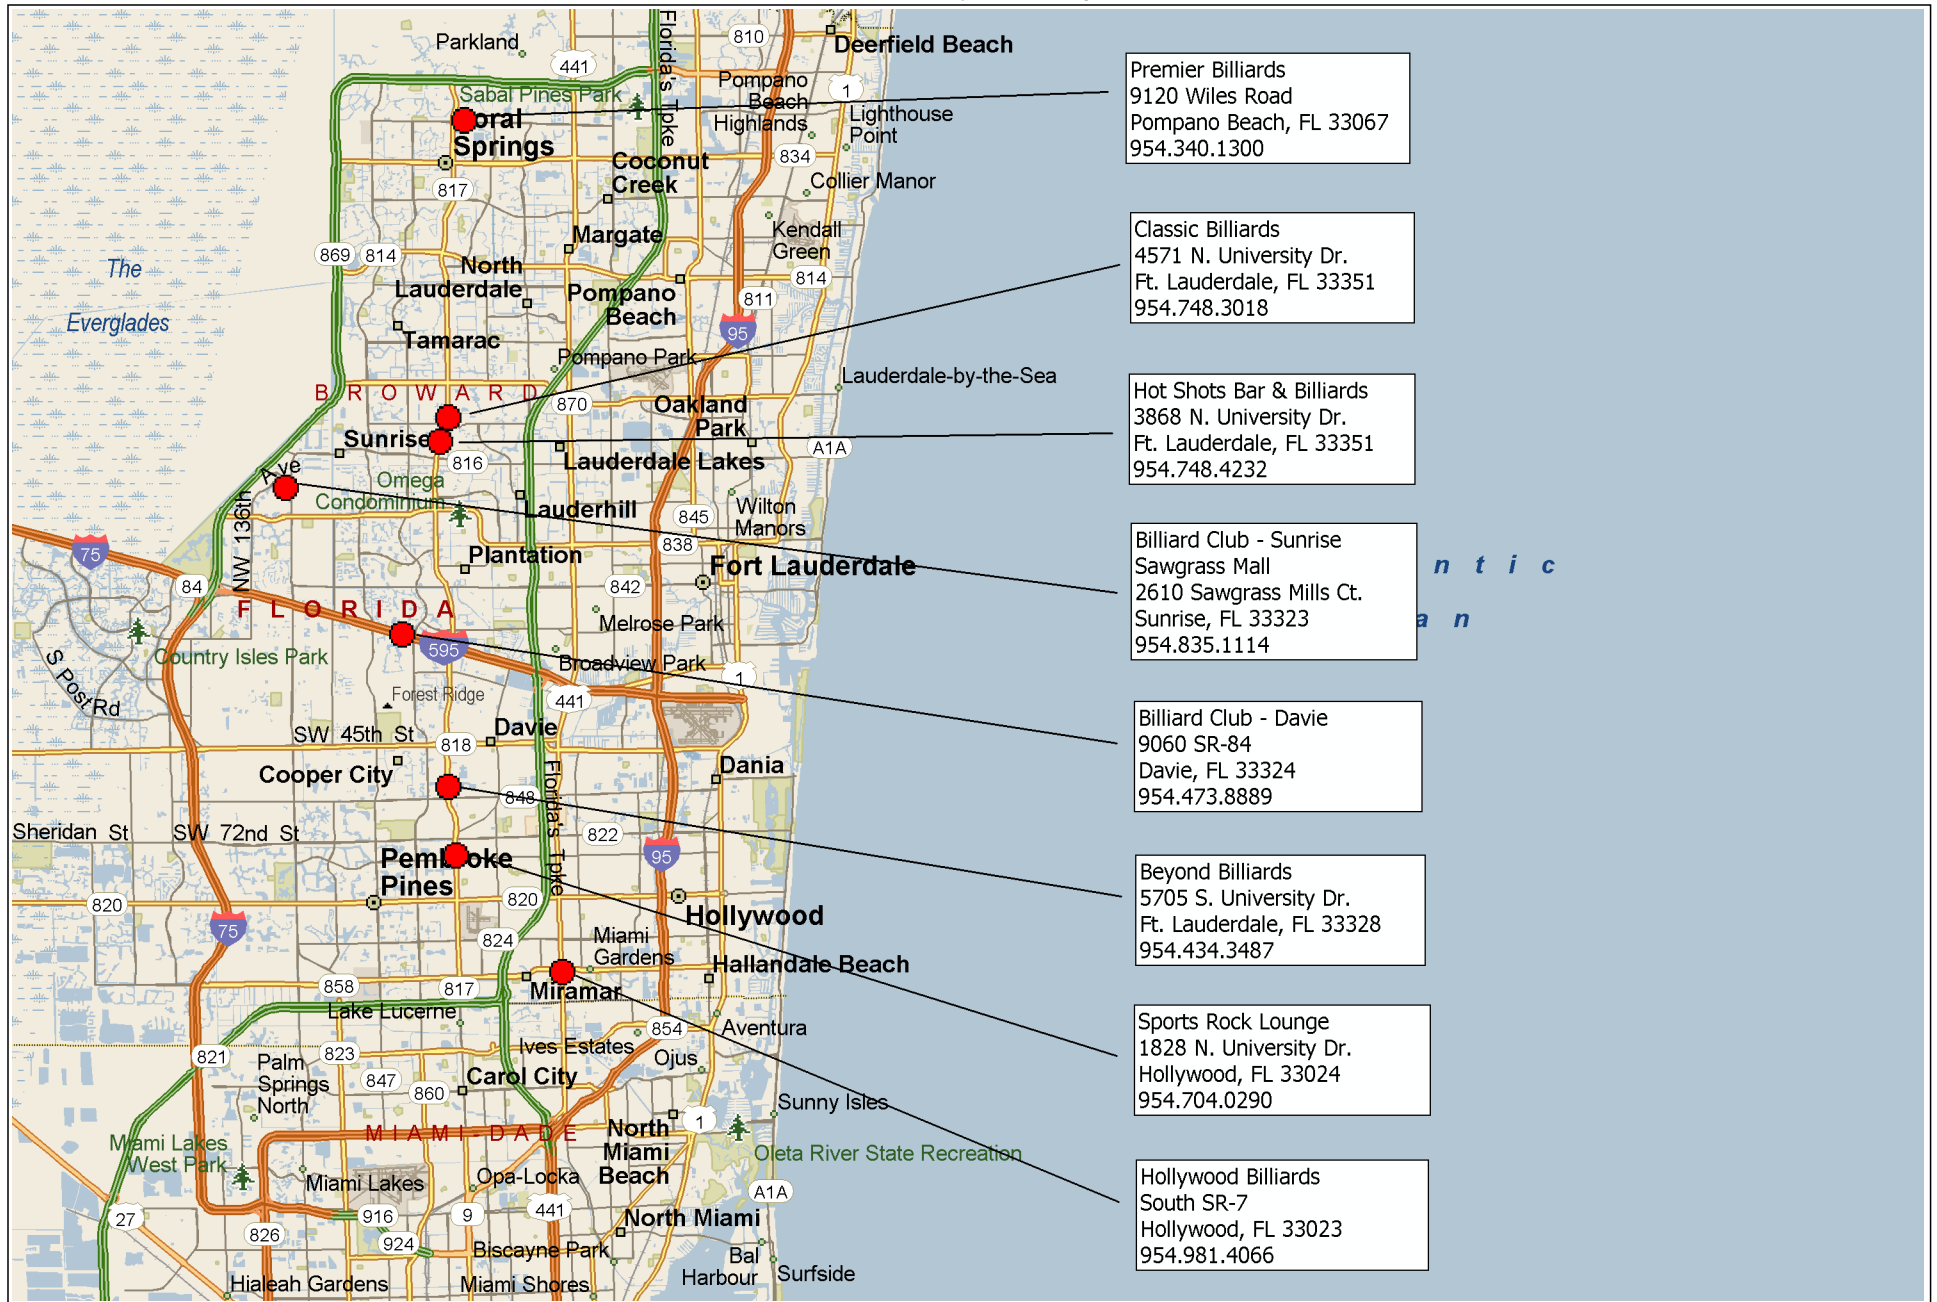 Parkland
441
Florida's Tpke
810
Deerfield Beach
Sabal Pines Park
Pompano
Beach
Highlands
1
Lighthouse
Point
oral
Springs
Coconut
Creek
834
817
Collier Manor
Margate
Kendall
Green
869
814
North
Lauderdale
814
The
Everglades
Pompano
Beach
811
95
Tamarac
Pompano Park
Lauderdale-by-the-Sea
BROWARD
870
Oakland
Park
Sunrise
816
Lauderdale Lakes
A1A
NW 136th Ave
Omega
Condominium
Lauderhill
845
Wilton
Manors
75
Plantation
838
Fort Lauderdale
84
842
FLORIDA
Melrose Park
Country Isles Park
595
Broadview Park
1
S Post Rd
Forest Ridge
441
SW 45th St
818
Davie
Cooper City
Dania
848
Florida's Tpke
Sheridan St
SW 72nd St
822
95
Pembroke
Pines
820
820
75
Hollywood
824
Miami
Gardens
Hallandale Beach
858
817
Miramar
Lake Lucerne
854
Aventura
821
823
Ives Estates
Ojus
Palm
Springs
North
847
860
Carol City
Sunny Isles
1
MIAMI-DADE
North
Miami
Beach
Miami Lakes
West Park
Oleta River State Recreation
Miami Lakes
Opa-Locka
A1A
27
916
9
441
North Miami
826
924
Biscayne Park
Bal
Harbour
Surfside
Hialeah Gardens
Miami Shores
Premier Billiards
9120 Wiles Road
Pompano Beach, FL 33067
954.340.1300
Classic Billiards
4571 N. University Dr.
Ft. Lauderdale, FL 33351
954.748.3018
Hot Shots Bar & Billiards
3868 N. University Dr.
Ft. Lauderdale, FL 33351
954.748.4232
Billiard Club - Sunrise
Sawgrass Mall
2610 Sawgrass Mills Ct.
Sunrise, FL 33323
954.835.1114
ntic
an
Billiard Club - Davie
9060 SR-84
Davie, FL 33324
954.473.8889
Beyond Billiards
5705 S. University Dr.
Ft. Lauderdale, FL 33328
954.434.3487
Sports Rock Lounge
1828 N. University Dr.
Hollywood, FL 33024
954.704.0290
Hollywood Billiards
South SR-7
Hollywood, FL 33023
954.981.4066